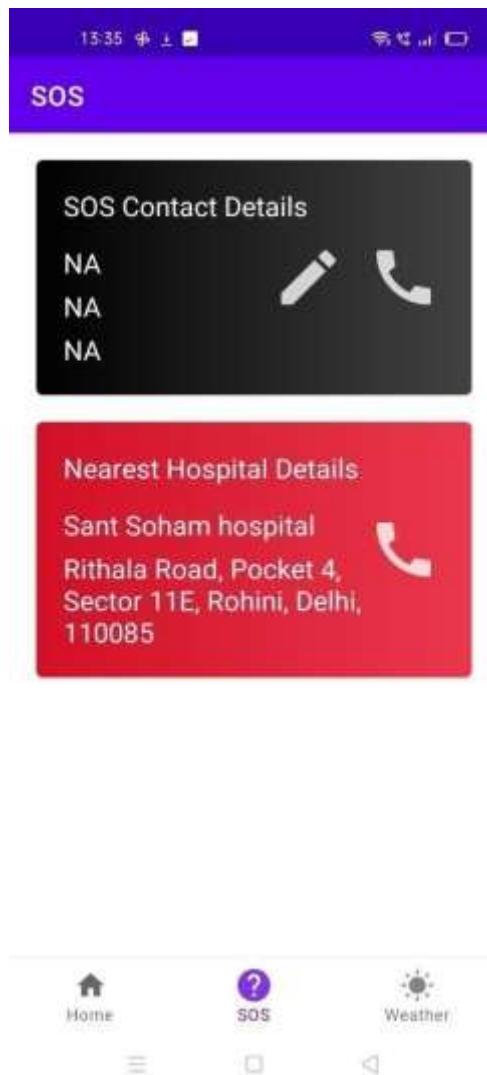 13:35
SOS
SOS Contact Details
NA
NA
NA
Nearest Hospital Details
Sant Soham hospital
Rithala Road, Pocket 4,
Sector 11E, Rohini, Delhi,
110085
Home
SOS
Weather